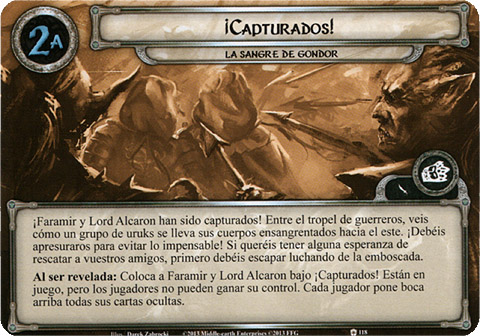 ¡Capturados!
2A
La Sangre de Gondor
¡Faramir y Lord Alcaron han sido capturados! Entre el tropel de guerreros, veis
cómo un grupo de uruks se lleva sus cuerpos ensangrentados hacia el este. ¡Debéis
apresuraros para evitar lo impensable! Si queréis tener alguna esperanza de
rescatar a vuestros amigos, primero debéis escapar luchando de la emboscada.
Al ser revelada: Coloca a Faramir y Lord Alcaron bajo ¡Capturados! Están en
juego, pero los jugadores no pueden ganar su control. Cada jugador pone boca
arriba todas sus cartas ocultas.
Illus. Darek Zabrocki ©2013 Middle-earth Enterprises ©2013 FFG 118